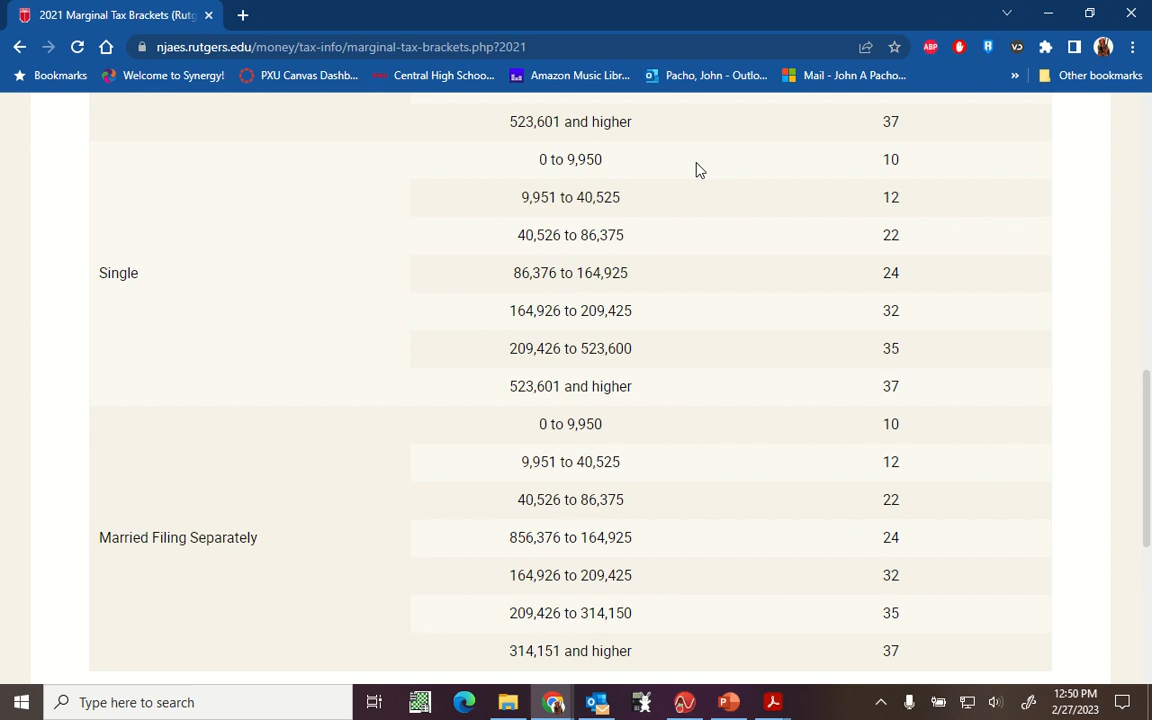 2021 Marginal Tax Brackets (Rutg
njaes.rutgers.edu/money/tax-info/marginal-tax-brackets.php?2021
ABP
VD
Bookmarks Welcome to Synergy! PXU Canvas Dashb... Central High Schoo... Amazon Music Libr... Pacho, John - Outlo... Mail - John A Pacho... » Other bookmarks
523,601 and higher 37
0 to 9,950 10
9,951 to 40,525 12
40,526 to 86,375 22
Single 86,376 to 164,925 24
164,926 to 209,425 32
209,426 to 523,600 35
523,601 and higher 37
0 to 9,950 10
9,951 to 40,525 12
40,526 to 86,375 22
Married Filing Separately 856,376 to 164,925 24
164,926 to 209,425 32
209,426 to 314,150 35
314,151 and higher 37
Type here to search
12:50 PM
2/27/2023